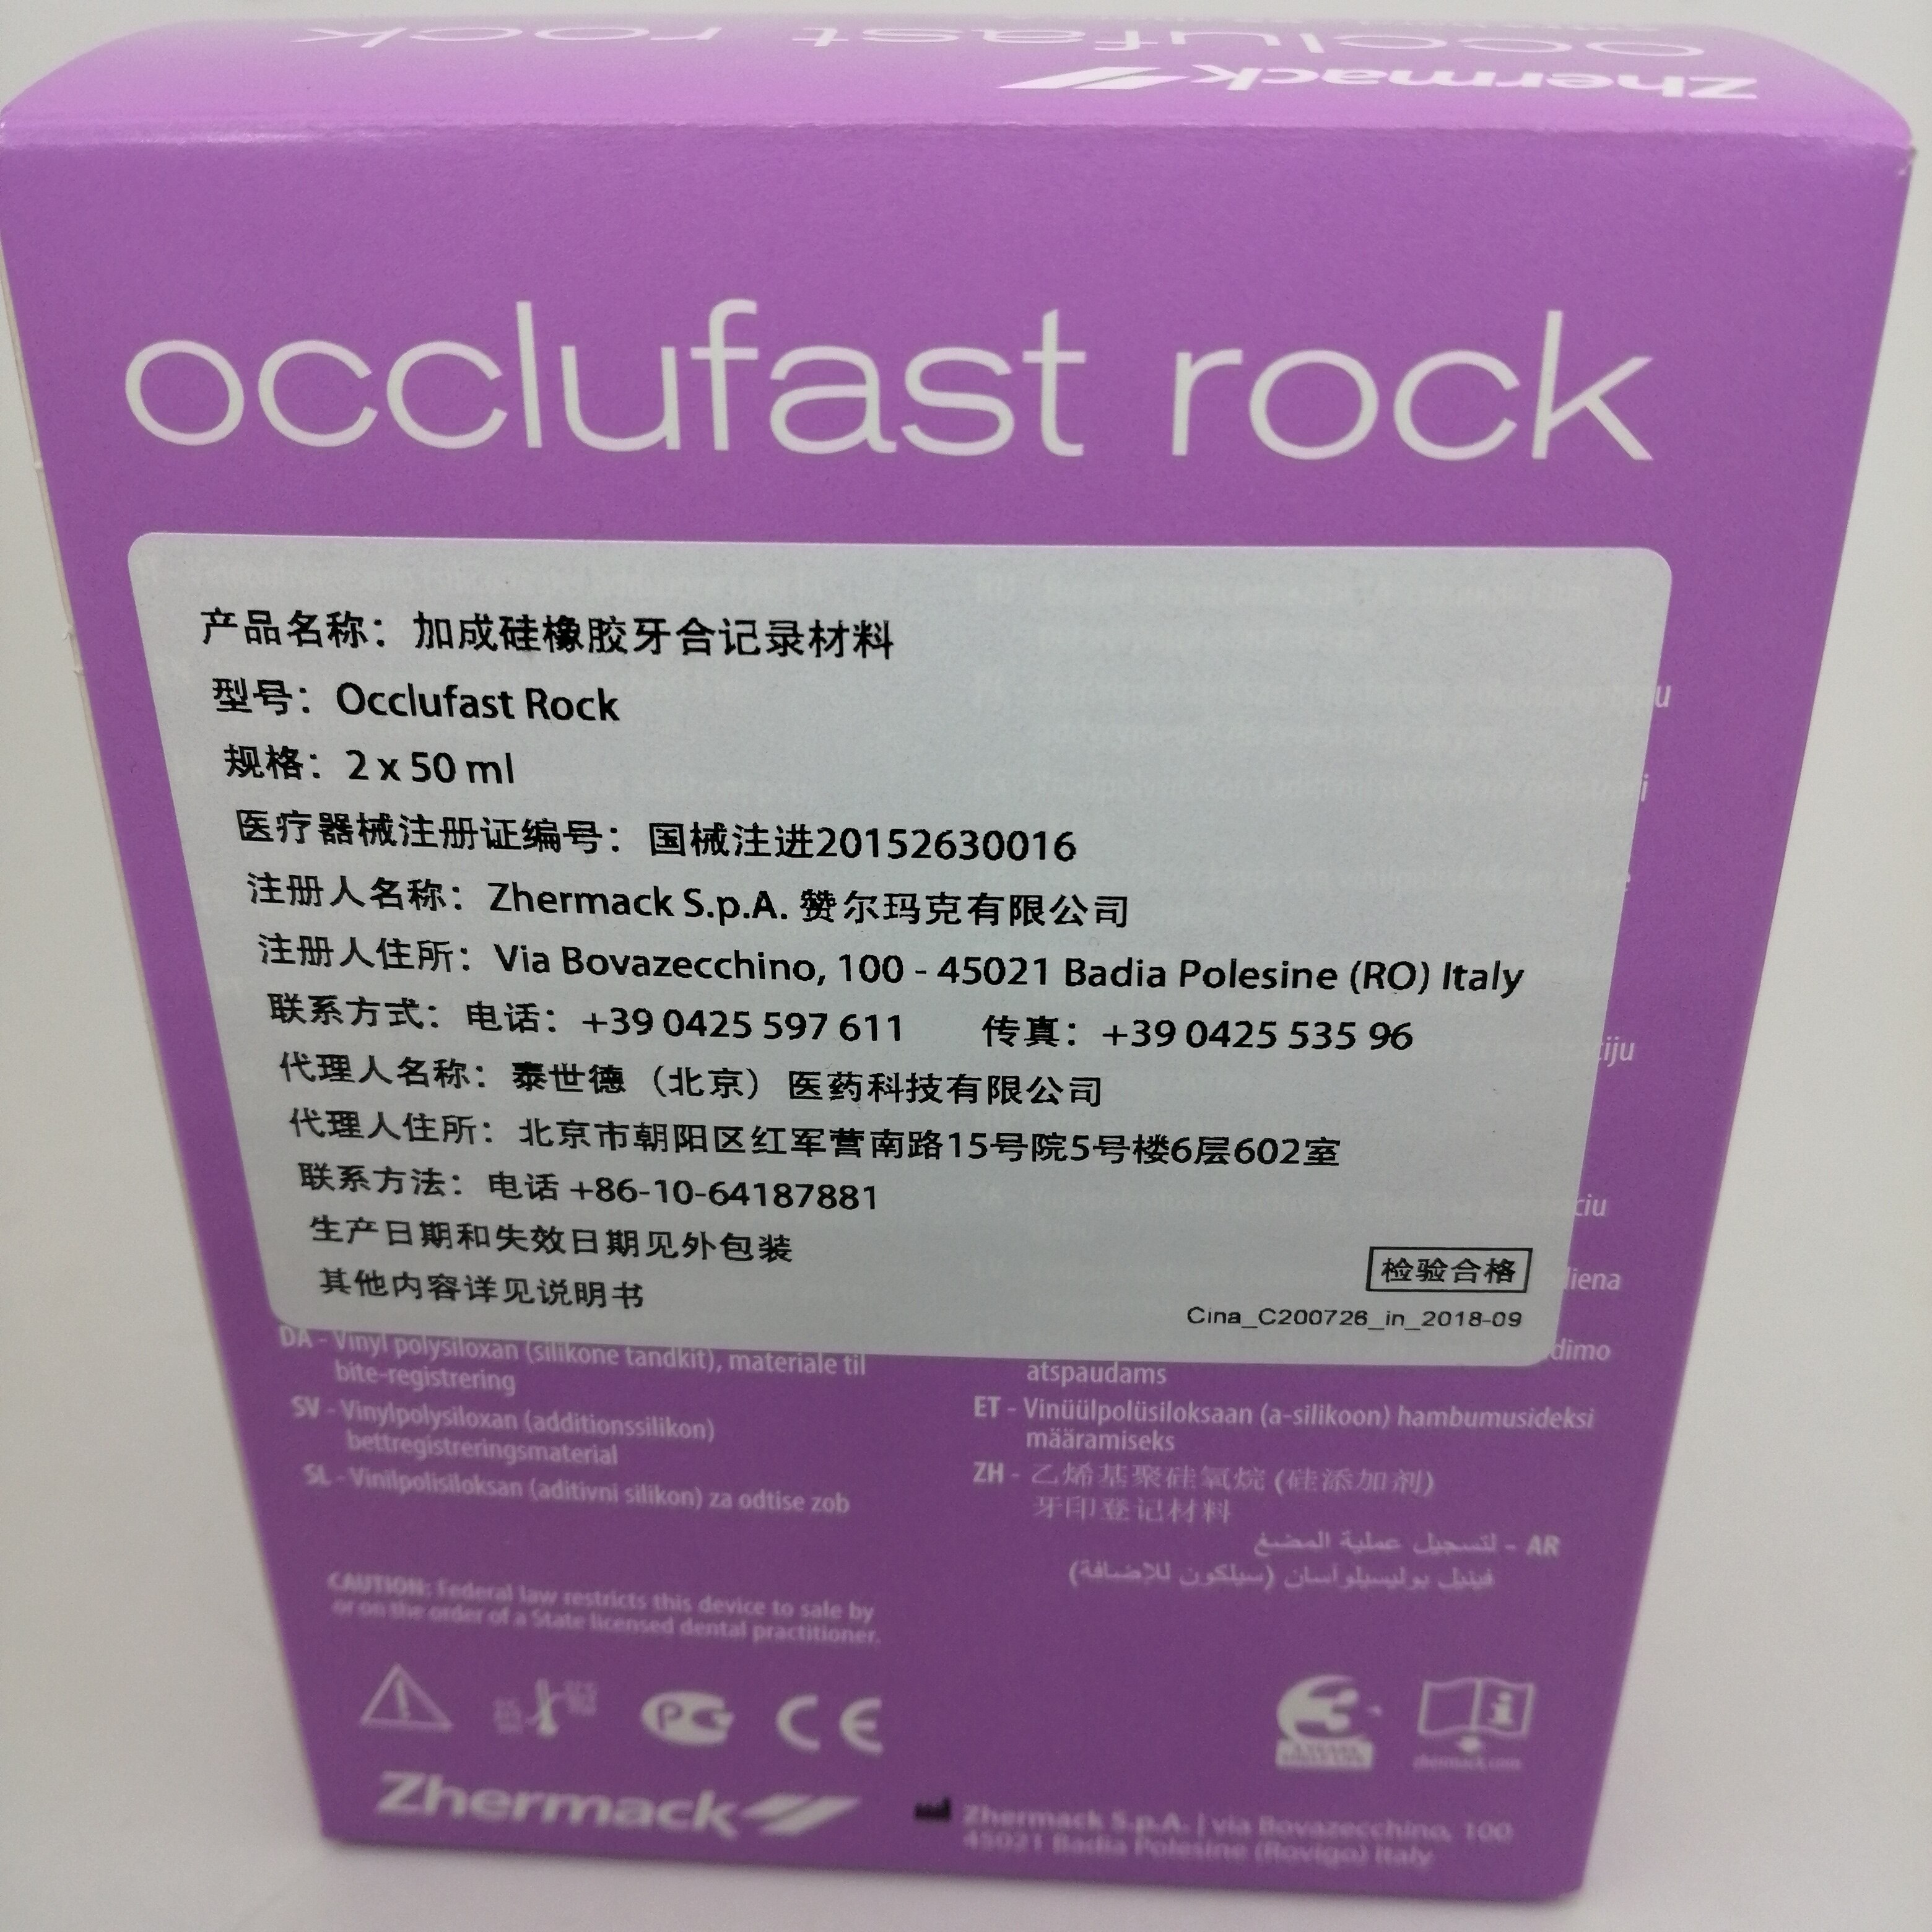 occlufast rock
Zhermack
occlufast rock
产品名称：加成硅橡胶牙合记录材料
型号：Occlufast Rock
规格：2 x 50 ml
医疗器械注册证编号：国械注进20152630016
注册人名称：Zhermack S.p.A. 赞尔玛克有限公司
注册人住所：Via Bovazecchino, 100 - 45021 Badia Polesine (RO) Italy
联系方式：电话：+39 0425 597 611 传真：+39 0425 535 96
代理人名称：泰世德（北京）医药科技有限公司
代理人住所：北京市朝阳区红军营南路15号院5号楼6层602室
联系方法：电话 +86-10-64187881
生产日期和失效日期见外包装
其他内容详见说明书
检验合格
Cina_C200726_in_2018-09
DA - Vinyl polysiloxan (silikone tandkit), materiale til
bite-registrering
SV - Vinylpolysiloxan (additionssilikon)
bettregistreringsmaterial
SL - Vinilpolisiloksan (aditivni silikon) za odtise zob
atspaudams
ET - Vinüülpolüsiloksaan (a-silikoon) hambumusideksi
määramiseks
ZH - 乙烯基聚硅氧烷 (硅添加剂)
牙印登记材料
AR - لتسجيل عملية المضغ
فينيل بوليسيلوأسان (سيلكون للإضافة)
CAUTION: Federal law restricts this device to sale by
or on the order of a State licensed dental practitioner.
CE
zhermack.com
Zhermack
Zhermack S.p.A. | via Bovazecchino, 100
45021 Badia Polesine (Rovigo) Italy